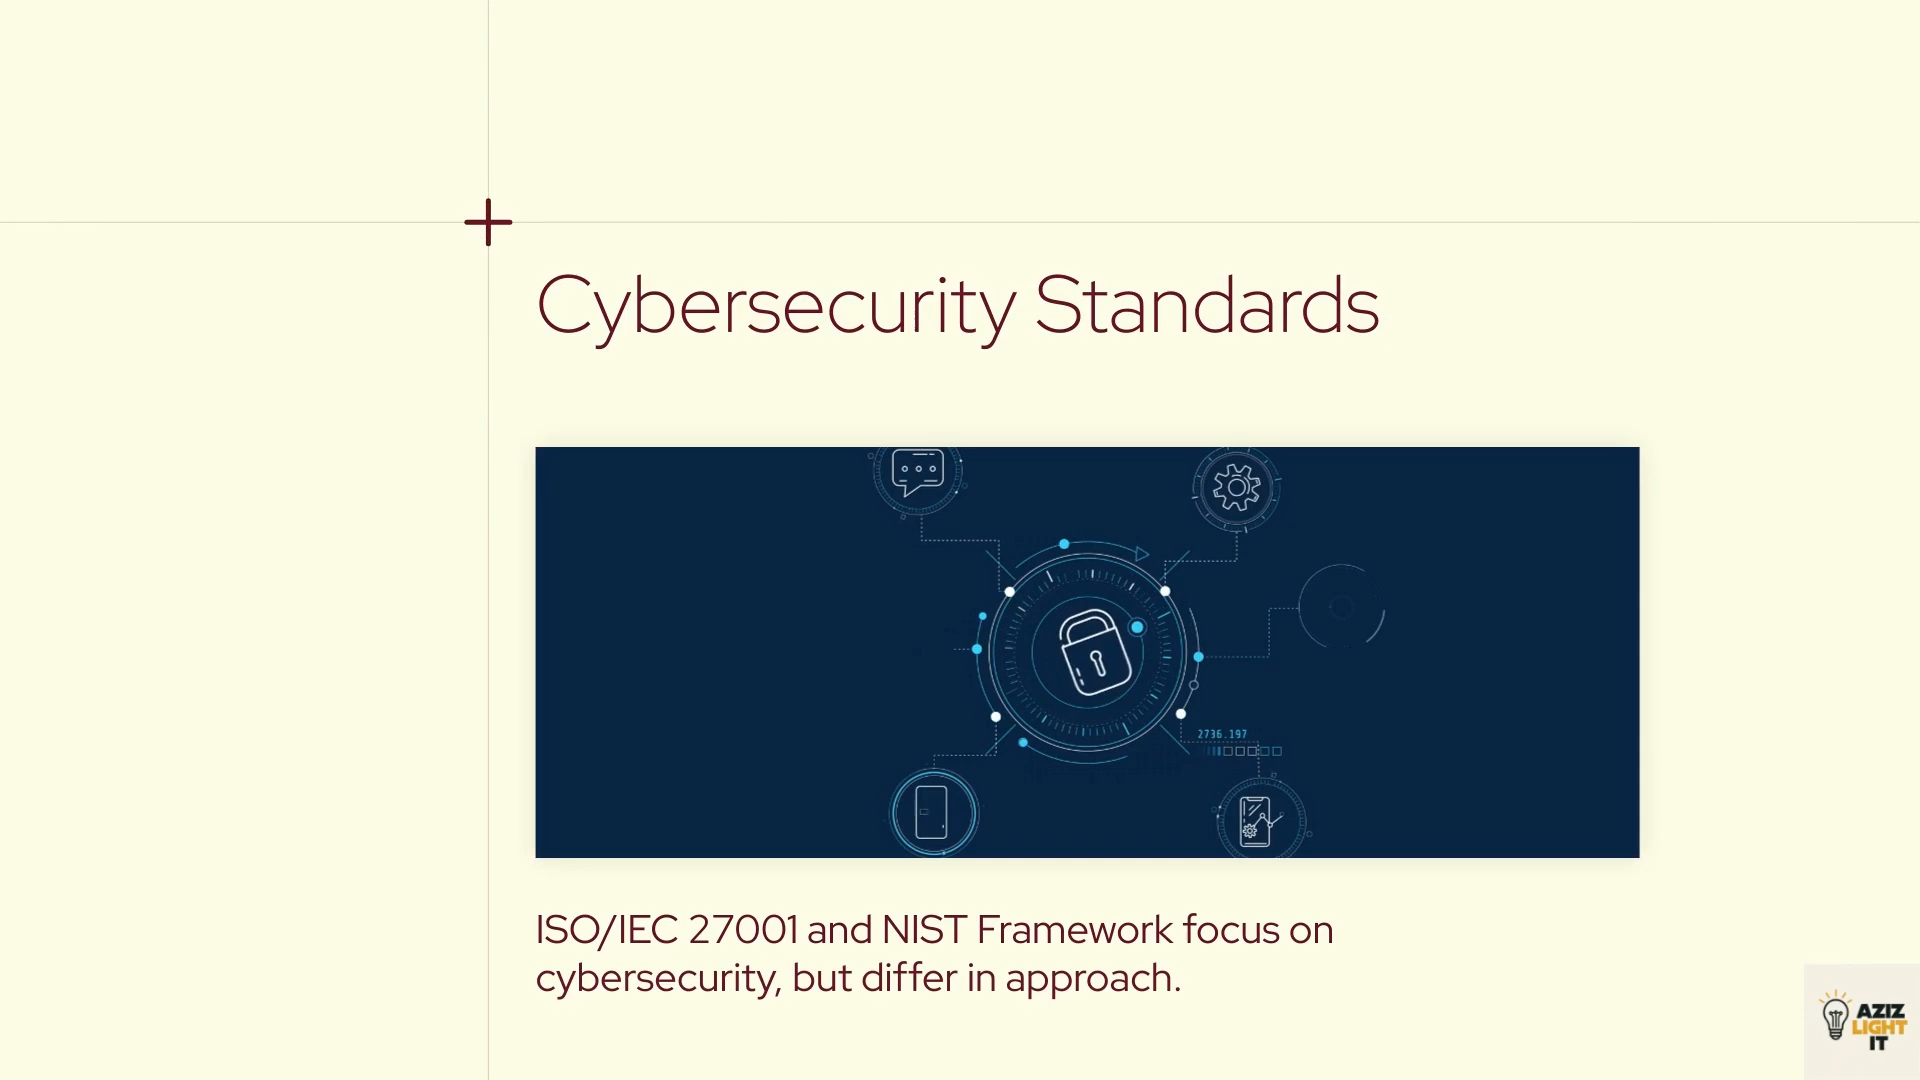 Cybersecurity Standards
2736.197
ISO/IEC 27001 and NIST Framework focus on
cybersecurity, but differ in approach.
AZIZ
LIGHT
IT